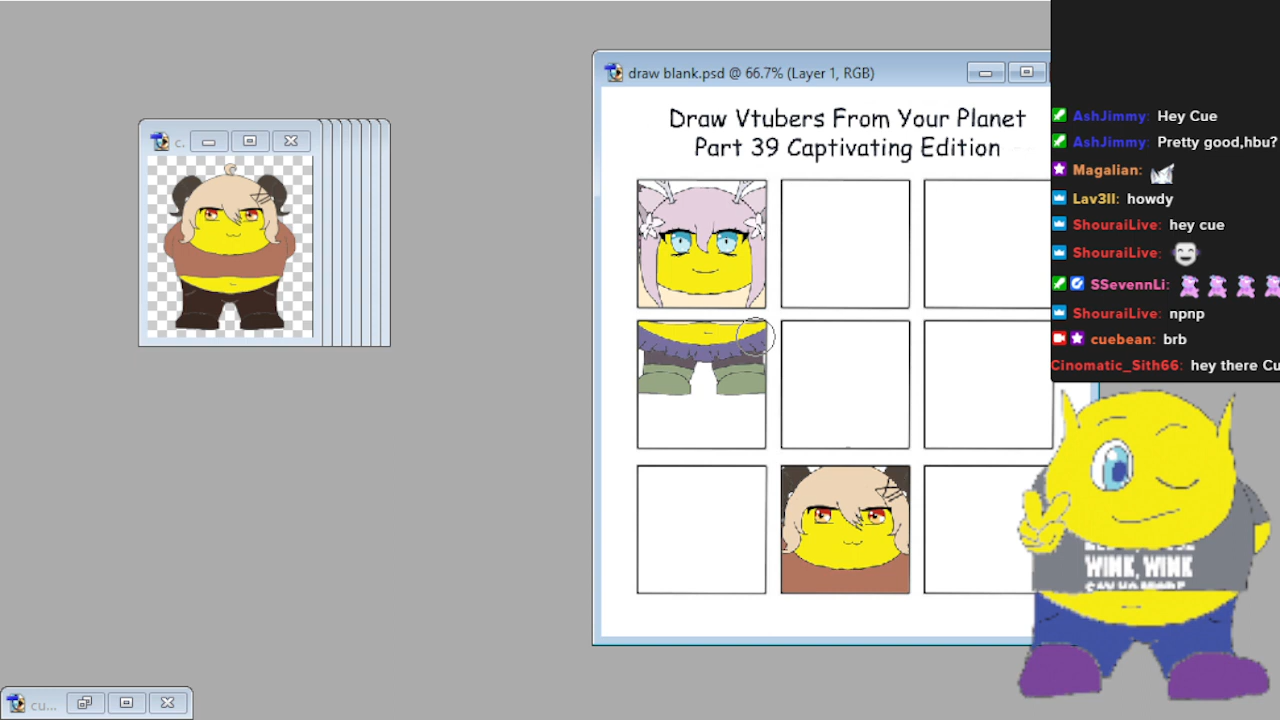 draw blank.psd @ 66.7% (Layer 1, RGB)
Draw Vtubers From Your Planet
Part 39 Captivating Edition
c.
AshJimmy: Hey Cue
AshJimmy: Pretty good,hbu?
Magalian:
Lav3ll: howdy
ShouraiLive: hey cue
ShouraiLive:
SSevennLi:
ShouraiLive: npnp
cuebean: brb
Cinomatic_Sith66: hey there Cu
WINK, WINK
cu...